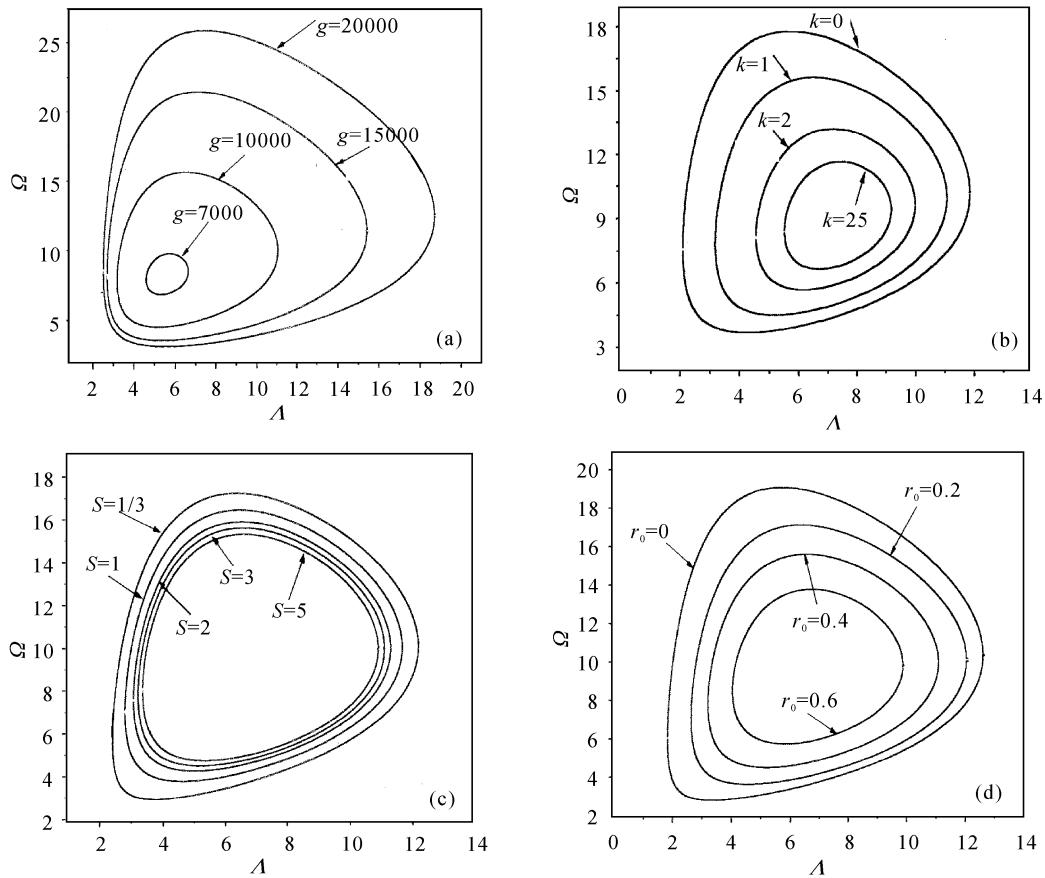 g=20000
g=15000
g=10000
g=7000
25
20
15
10
5
Ω
(a)
2 4 6 8 10 12 14 16 18 20
Λ
k=0
k=1
k=2
k=25
18
15
12
9
6
3
Ω
(b)
0 2 4 6 8 10 12 14
Λ
S=1/3
S=1
S=2
S=3
S=5
18
16
14
12
10
8
6
4
2
Ω
(c)
2 4 6 8 10 12 14
Λ
r₀=0
r₀=0.2
r₀=0.4
r₀=0.6
20
18
16
14
12
10
8
6
4
2
Ω
(d)
0 2 4 6 8 10 12 14
Λ